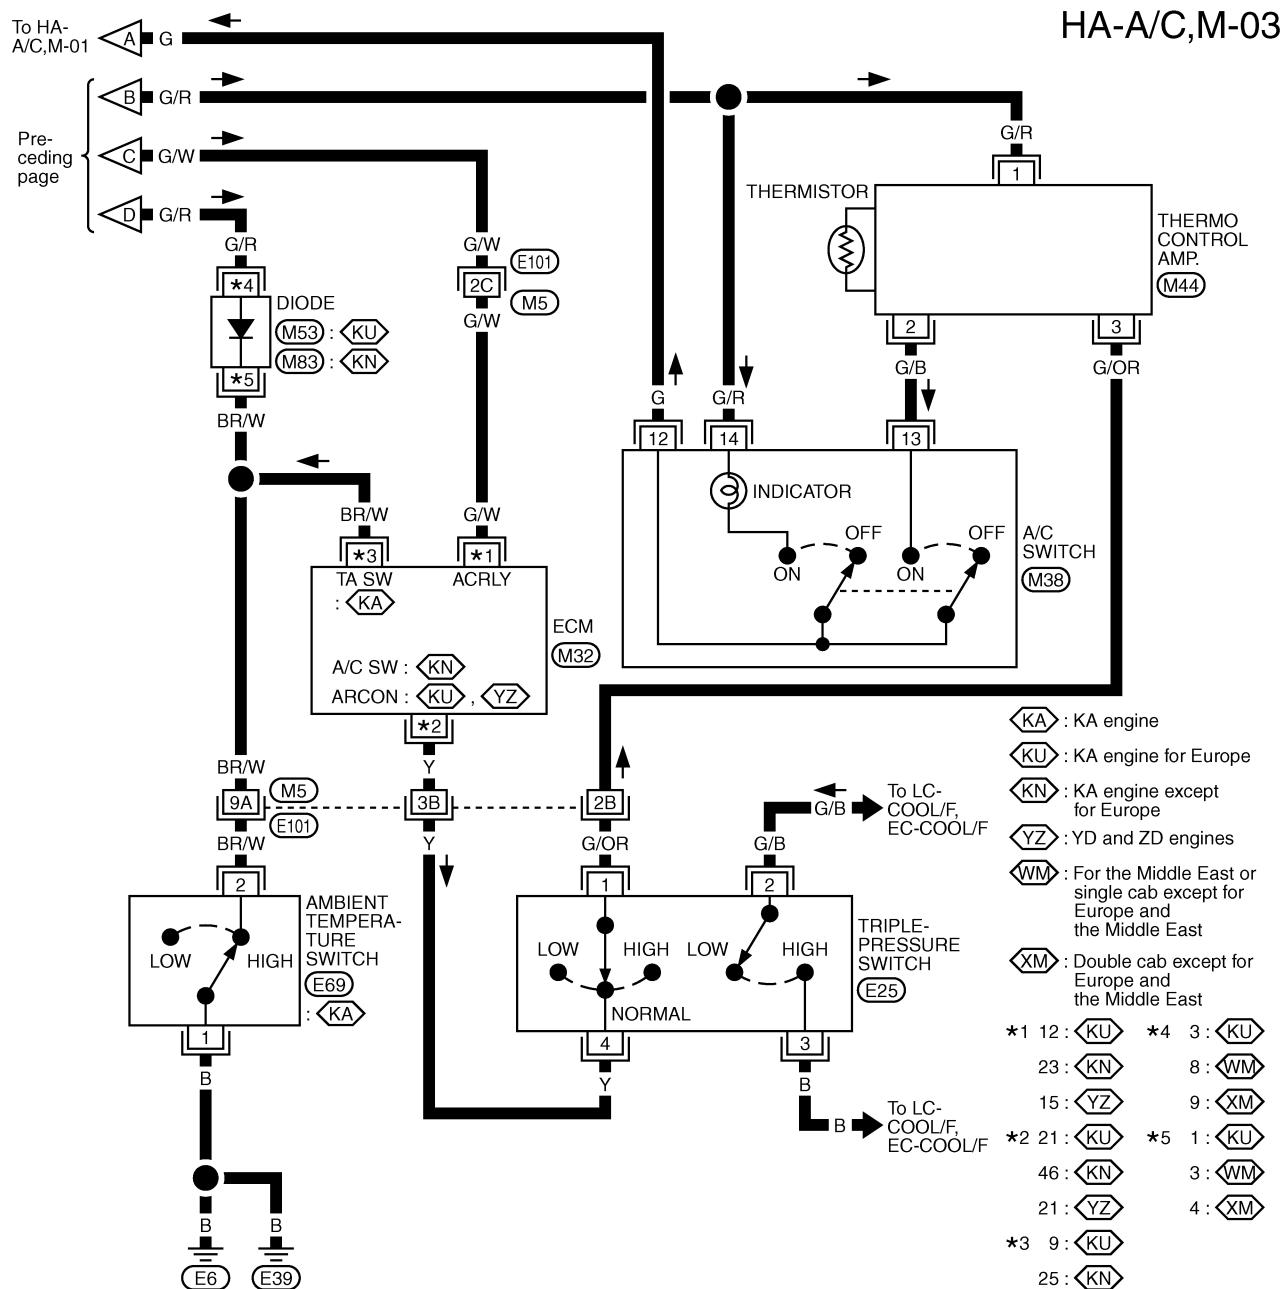 HA-A/C,M-03
To HA-
A/C,M-01
A
G
Pre-
ceding
page
B
G/R
C
G/W
D
G/R
G/R
*4
DIODE
M53 : KU
M83 : KN
*5
BR/W
G/W
E101
2C
M5
G/W
G/R
1
THERMISTOR
THERMO
CONTROL
AMP.
M44
2
3
G/B
G/OR
G
G/R
12
14
13
INDICATOR
OFF
ON
OFF
ON
A/C
SWITCH
M38
BR/W
G/W
*3
*1
TA SW
: KA
ACRLY
ECM
M32
A/C SW : KN
ARCON : KU , YZ
*2
Y
BR/W
9A
M5
E101
BR/W
3B
Y
2B
G/OR
G/B
To LC-
COOL/F,
EC-COOL/F
G/B
2
LOW
HIGH
AMBIENT
TEMPERA-
TURE
SWITCH
E69
: KA
1
B
B
B
E6
E39
1
2
LOW
HIGH
NORMAL
LOW
HIGH
TRIPLE-
PRESSURE
SWITCH
E25
4
3
Y
B
B
To LC-
COOL/F,
EC-COOL/F
KA : KA engine
KU : KA engine for Europe
KN : KA engine except
for Europe
YZ : YD and ZD engines
WM : For the Middle East or
single cab except for
Europe and
the Middle East
XM : Double cab except for
Europe and
the Middle East
*1 12 : KU
23 : KN
15 : YZ
*2 21 : KU
46 : KN
21 : YZ
*3 9 : KU
25 : KN
*4 3 : KU
8 : WM
9 : XM
*5 1 : KU
3 : WM
4 : XM